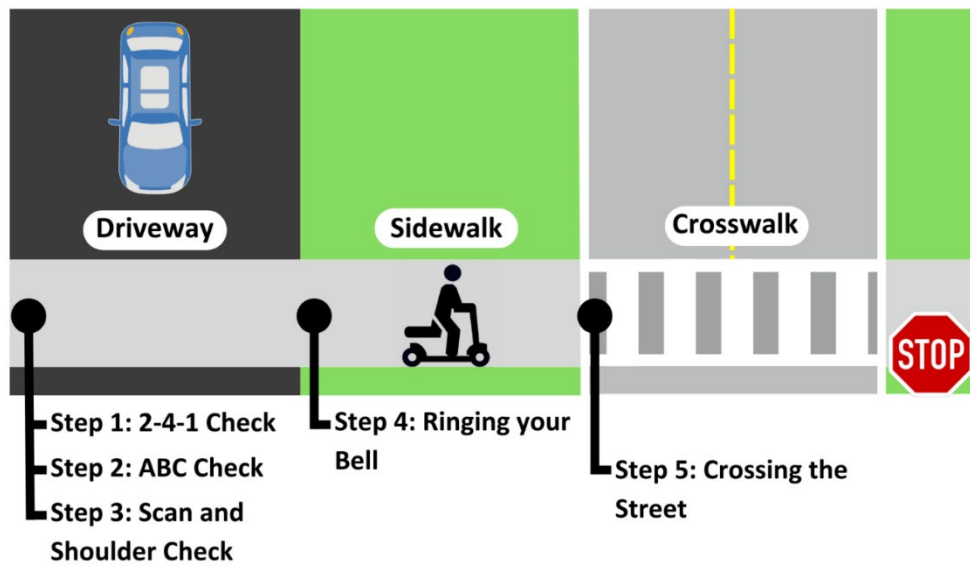 Driveway
Sidewalk
Crosswalk
STOP
Step 1: 2-4-1 Check
Step 2: ABC Check
Step 3: Scan and
Shoulder Check
Step 4: Ringing your
Bell
Step 5: Crossing the
Street